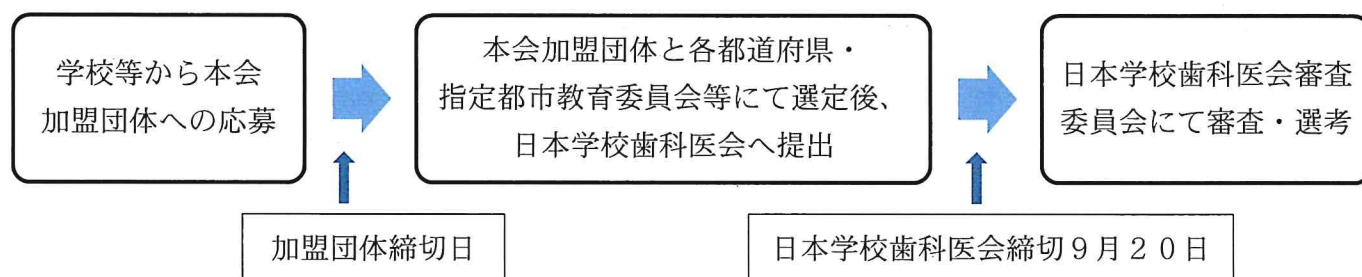 学校等から本会
加盟団体への応募
本会加盟団体と各都道府県・
指定都市教育委員会等にて選定後、
日本学校歯科医会へ提出
日本学校歯科医会審査
委員会にて審査・選考
加盟団体締切日
日本学校歯科医会締切９月２０日